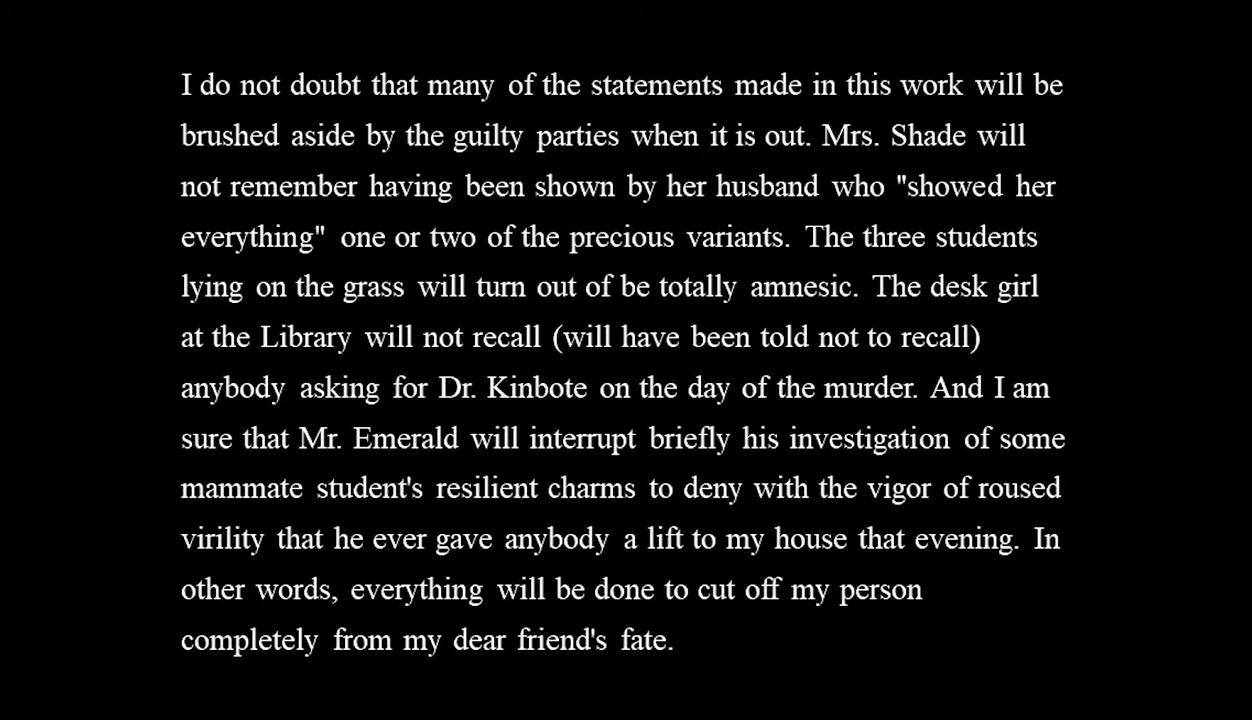 I do not doubt that many of the statements made in this work will be
brushed aside by the guilty parties when it is out. Mrs. Shade will
not remember having been shown by her husband who "showed her
everything" one or two of the precious variants. The three students
lying on the grass will turn out of be totally amnesic. The desk girl
at the Library will not recall (will have been told not to recall)
anybody asking for Dr. Kinbote on the day of the murder. And I am
sure that Mr. Emerald will interrupt briefly his investigation of some
mammate student's resilient charms to deny with the vigor of roused
virility that he ever gave anybody a lift to my house that evening. In
other words, everything will be done to cut off my person
completely from my dear friend's fate.